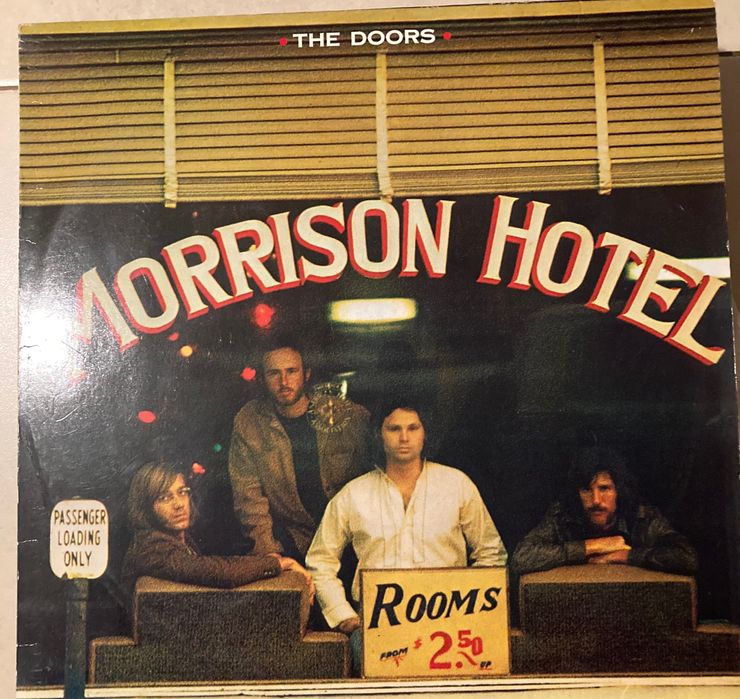 • THE DOORS •
MORRISON HOTEL
PASSENGER
LOADING
ONLY
ROOMS
FROM $2.50 UP